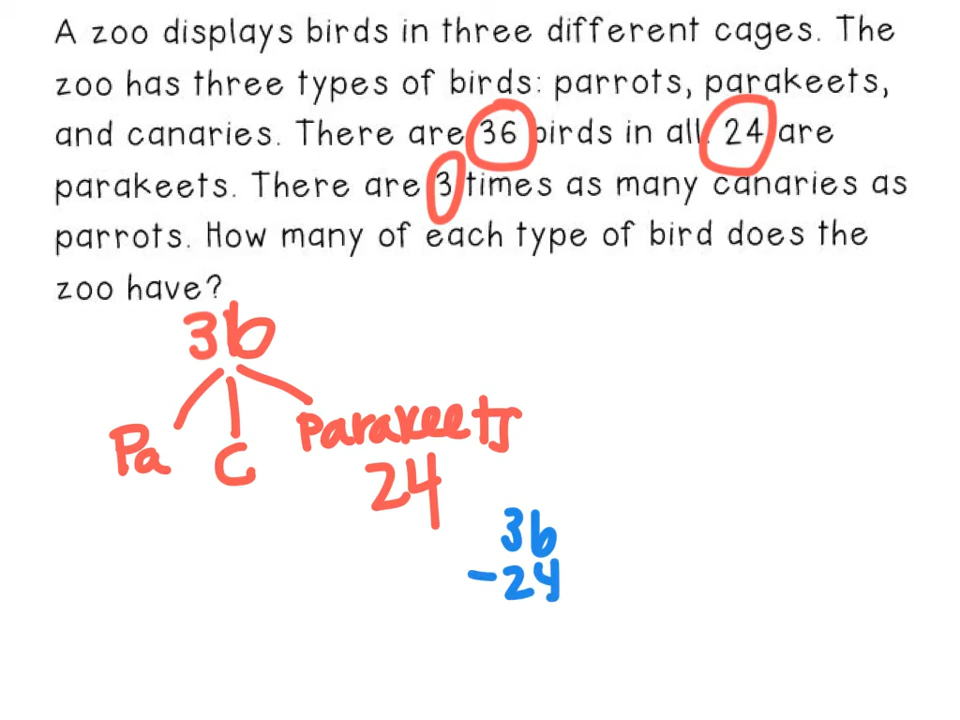 A zoo displays birds in three different cages. The
zoo has three types of birds: parrots, parakeets,
and canaries. There are 36 birds in all. 24 are
parakeets. There are 3 times as many canaries as
parrots. How many of each type of bird does the
zoo have?
36
Pa C Parakeets
24
36
-24